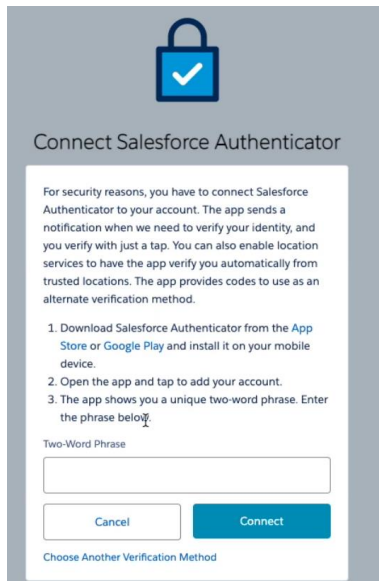 Connect Salesforce Authenticator
For security reasons, you have to connect Salesforce
Authenticator to your account. The app sends a
notification when we need to verify your identity, and
you verify with just a tap. You can also enable location
services to have the app verify you automatically from
trusted locations. The app provides codes to use as an
alternate verification method.
1. Download Salesforce Authenticator from the App
Store or Google Play and install it on your mobile
device.
2. Open the app and tap to add your account.
3. The app shows you a unique two-word phrase. Enter
the phrase below.
Two-Word Phrase
Cancel
Connect
Choose Another Verification Method